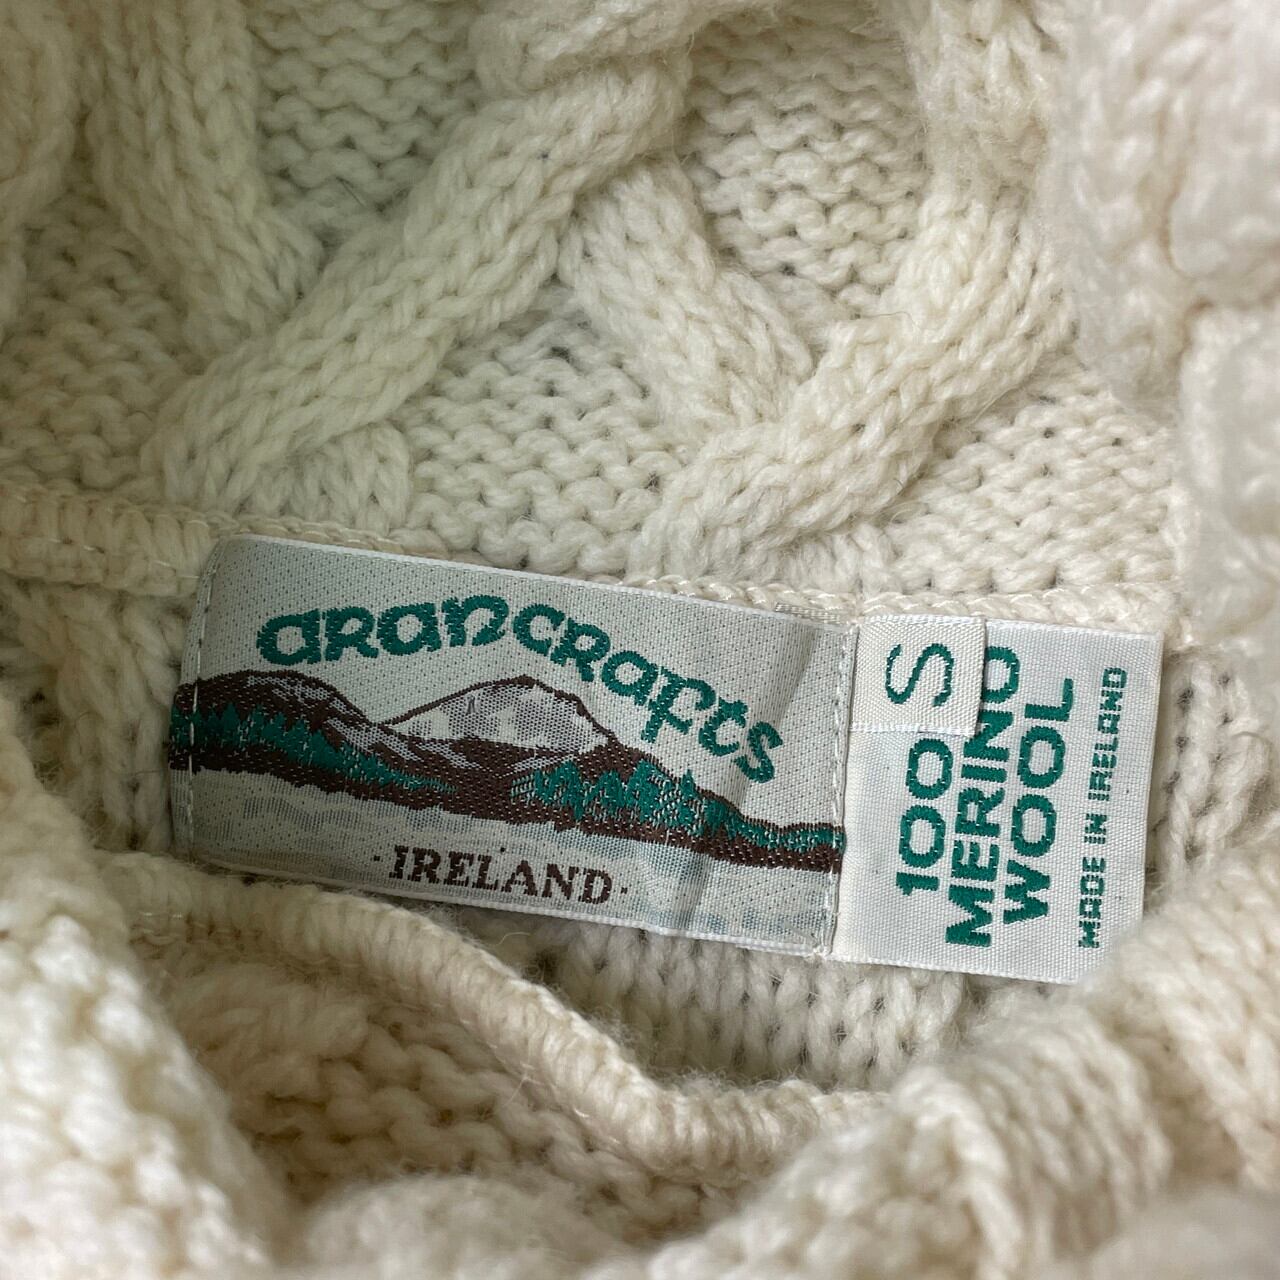 arancrafts
·IRELAND·
S
100
MERINO
WOOL
MADE IN IRELAND